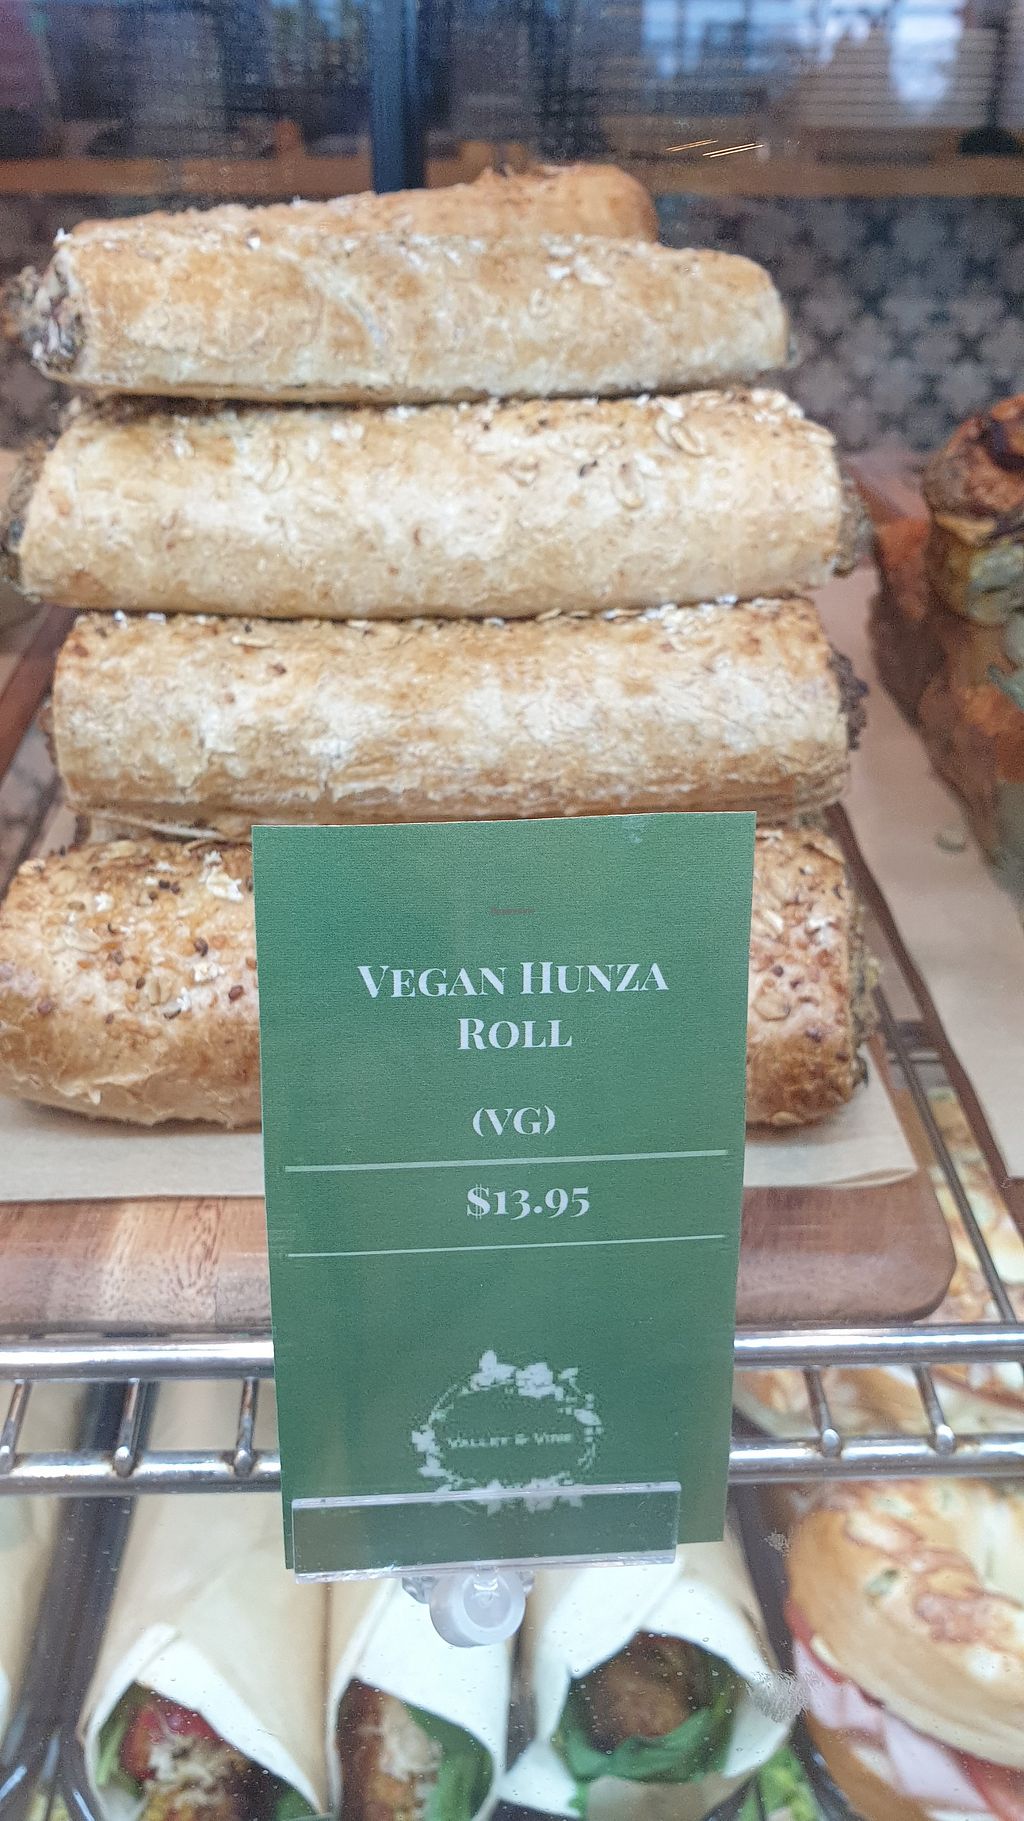 VEGAN HUNZA
ROLL
(VG)
$13.95
VALLEY & VINE